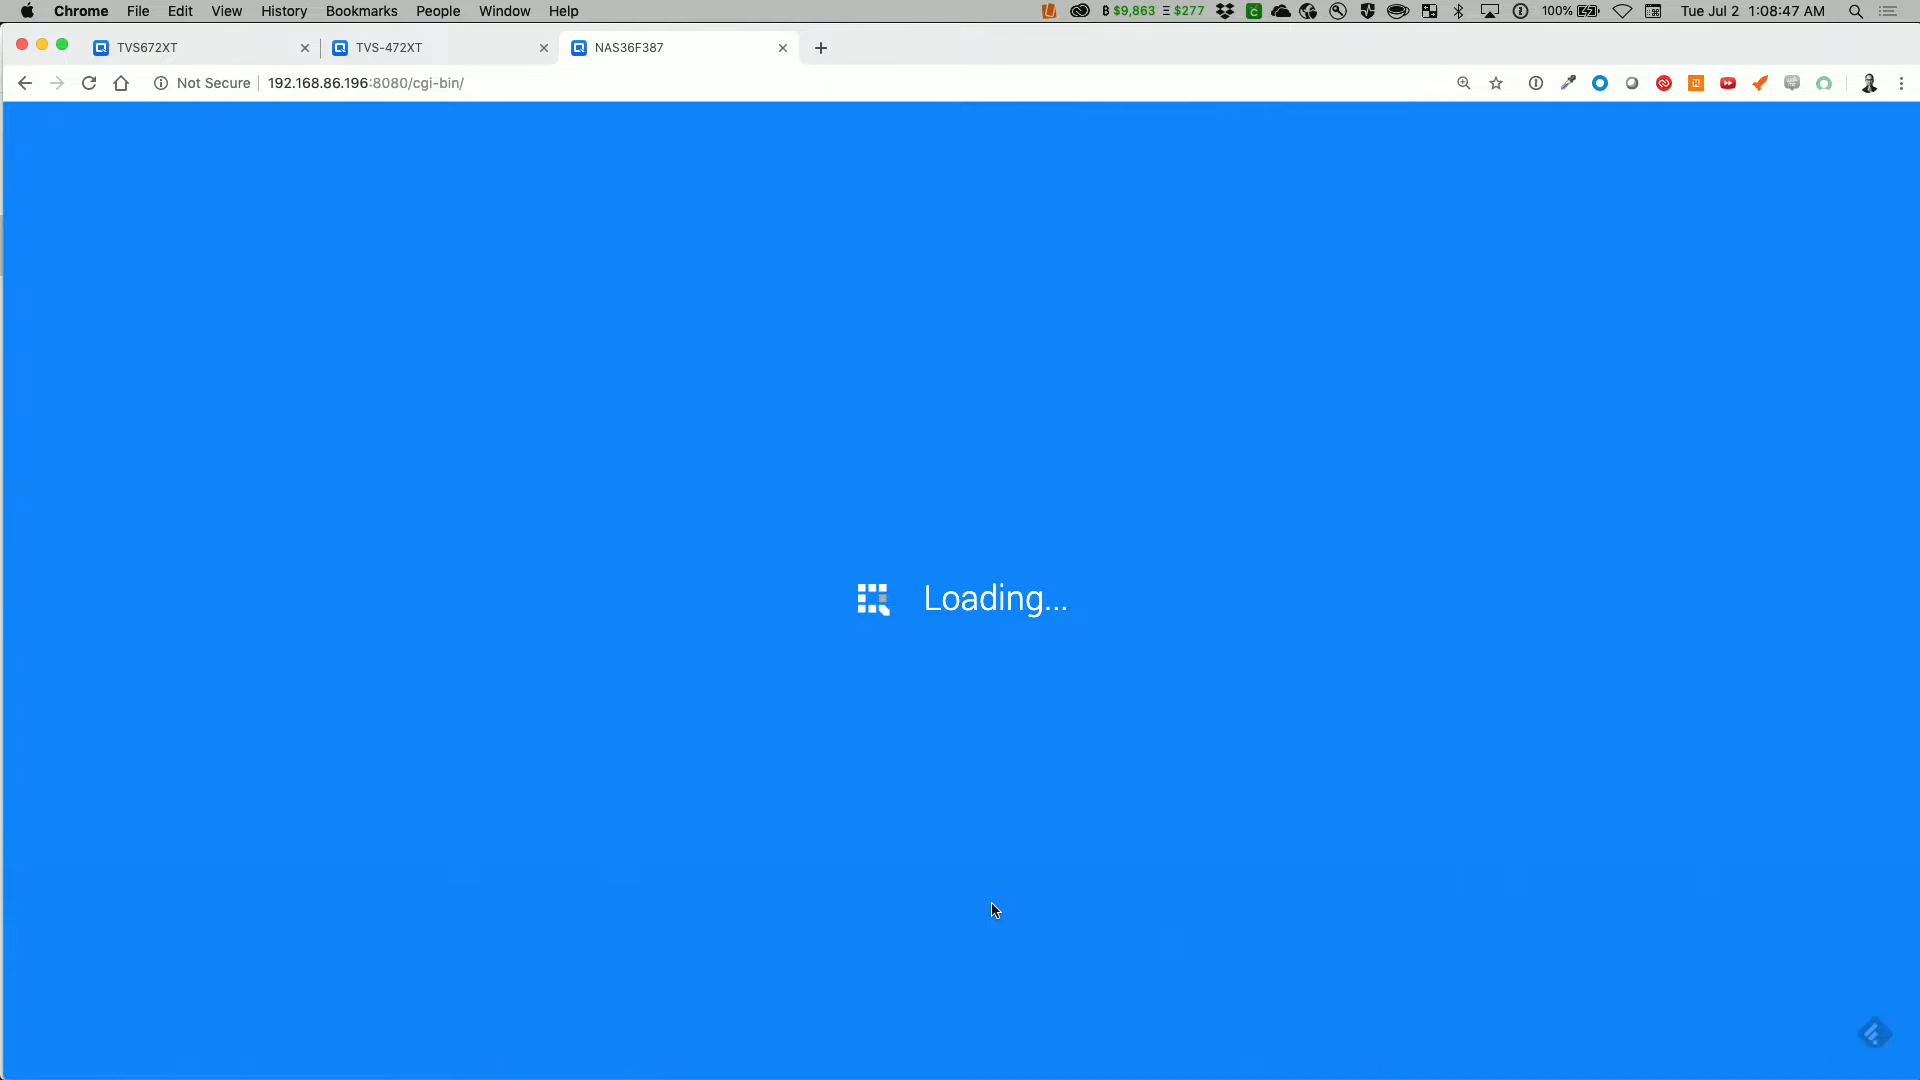 Chrome File Edit View History Bookmarks People Window Help ₿ $9,863 Ξ $277 100% Tue Jul 2 1:08:47 AM
TVS672XT TVS-472XT NAS36F387
Not Secure 192.168.86.196:8080/cgi-bin/
Loading...